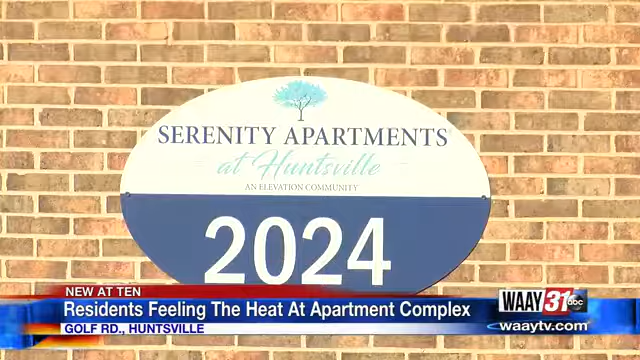 SERENITY APARTMENTS
at Huntsville
AN ELEVATION COMMUNITY
2024
NEW AT TEN
Residents Feeling The Heat At Apartment Complex
GOLF RD., HUNTSVILLE
WAAY 31 abc
waaytv.com